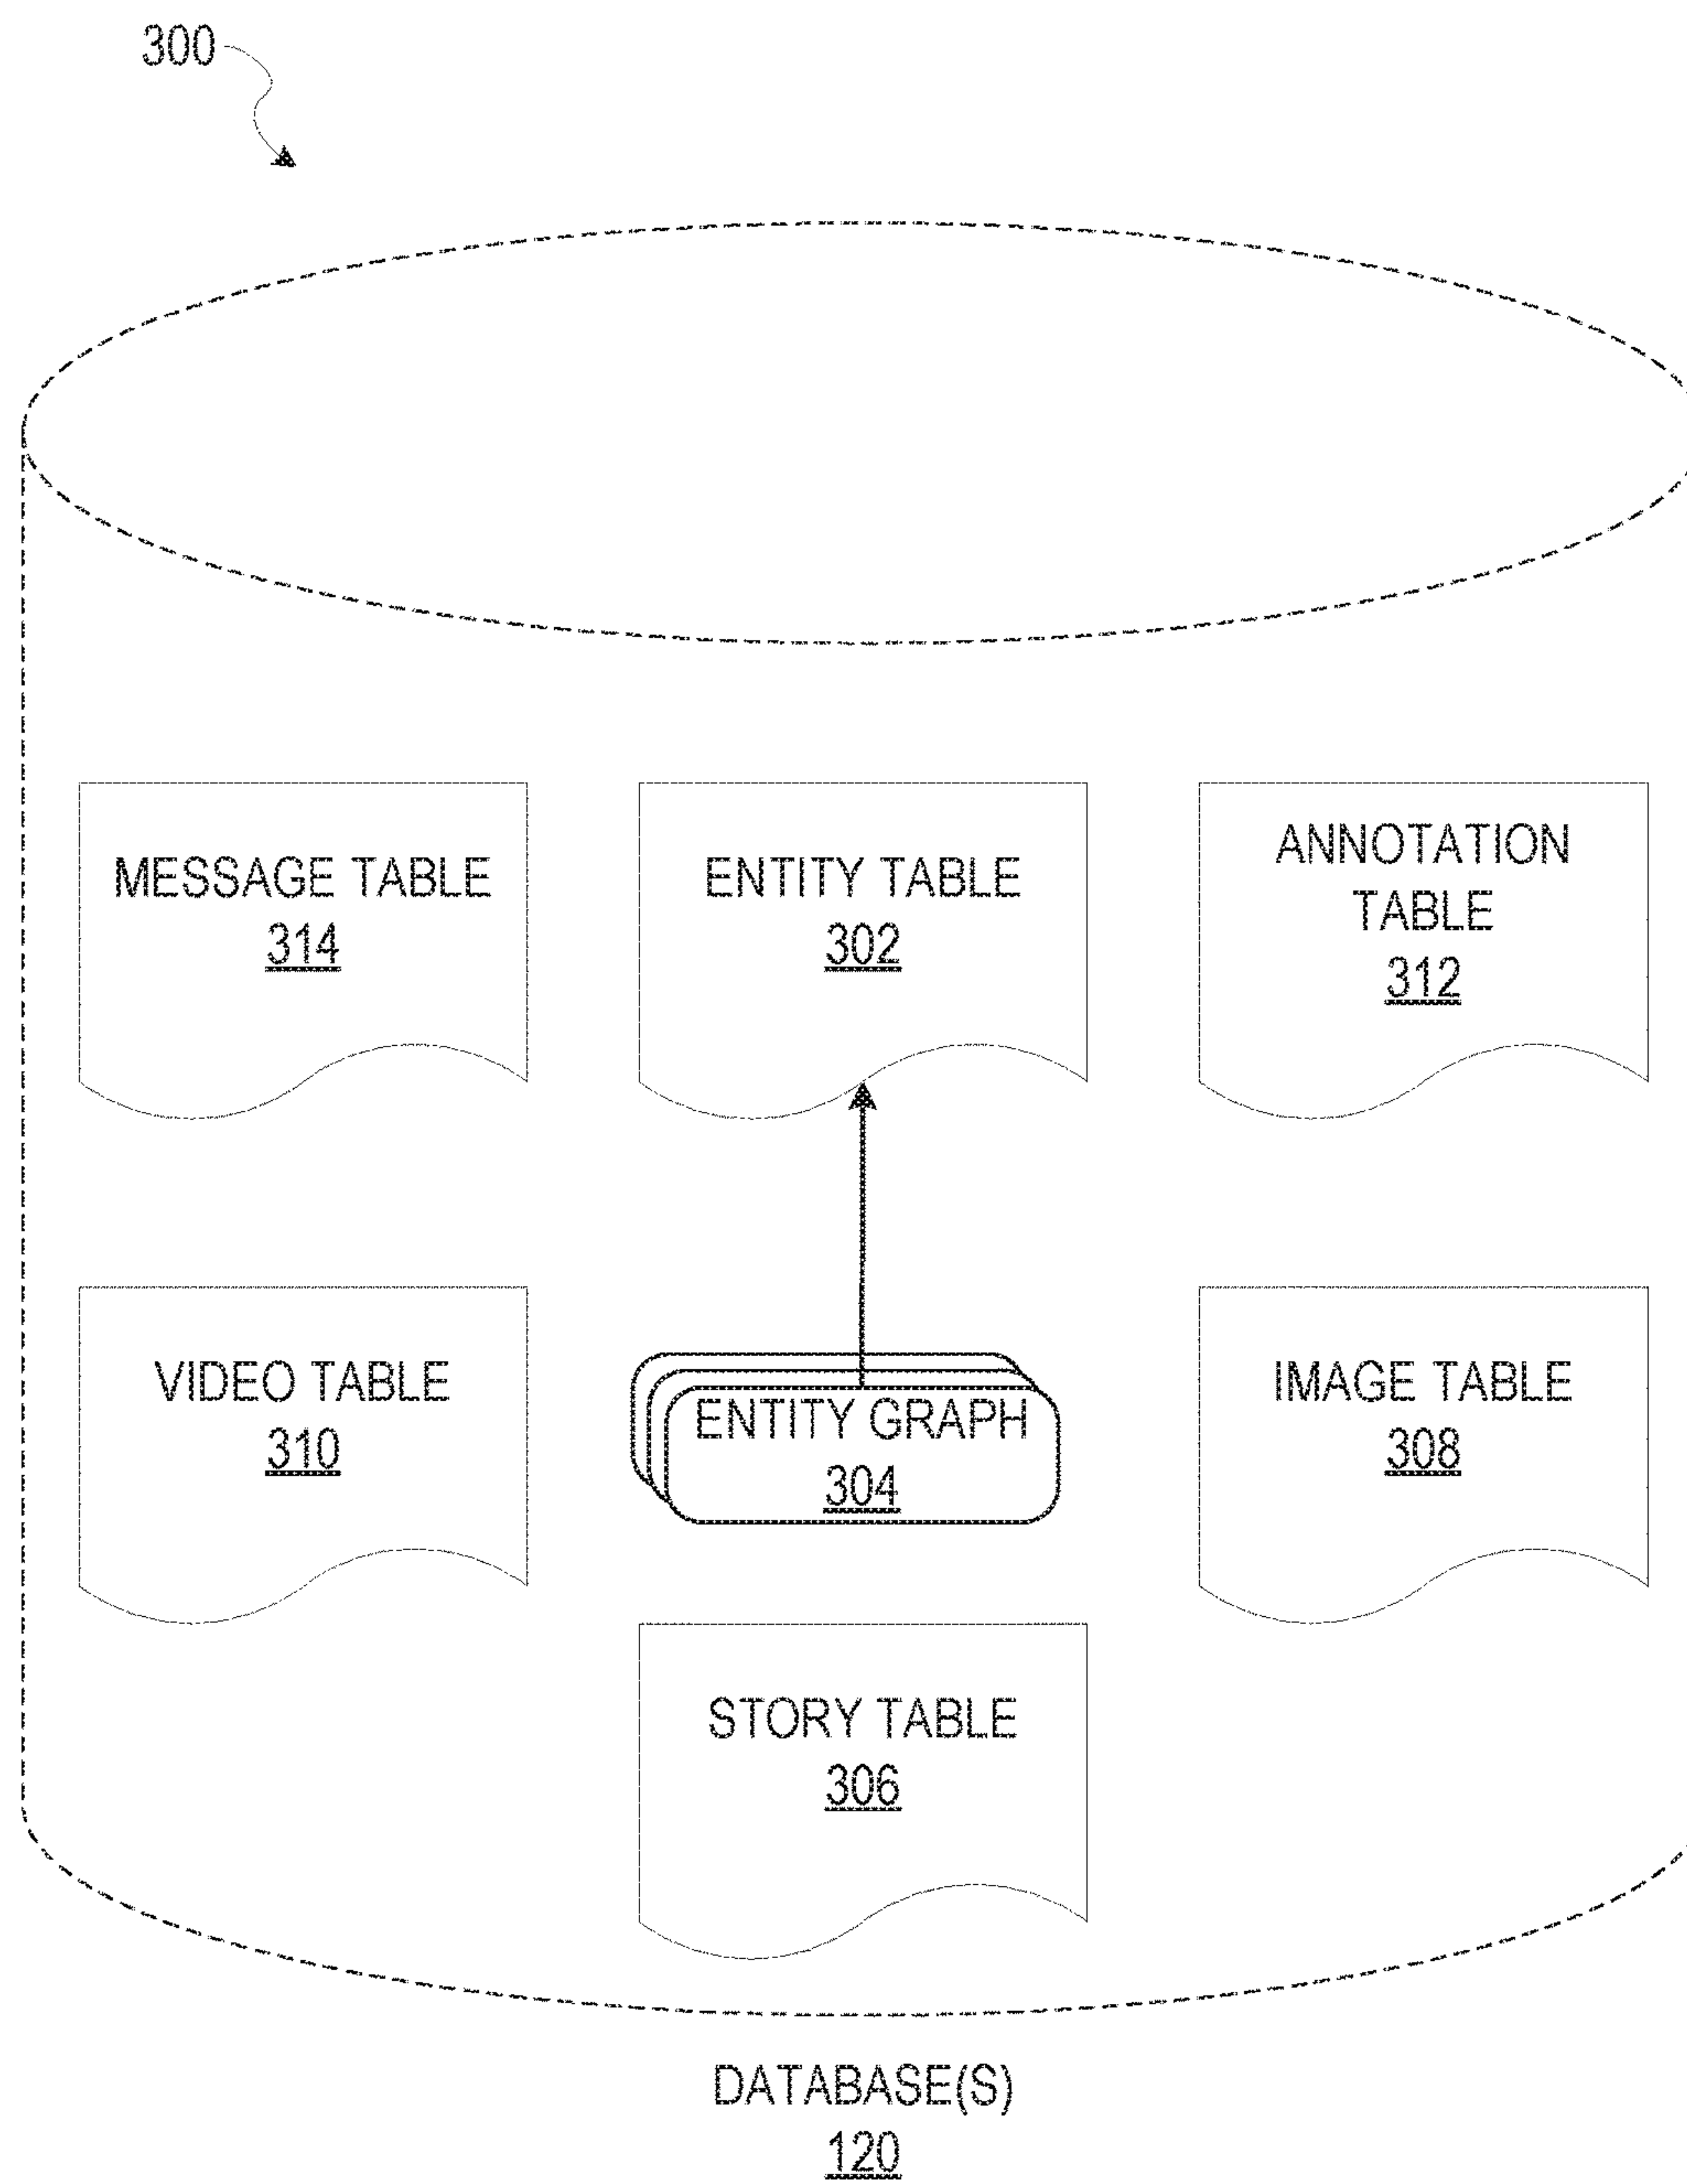 300
MESSAGE TABLE
314
ENTITY TABLE
302
ANNOTATION
TABLE
312
VIDEO TABLE
310
ENTITY GRAPH
304
IMAGE TABLE
308
STORY TABLE
306
DATABASE(S)
120